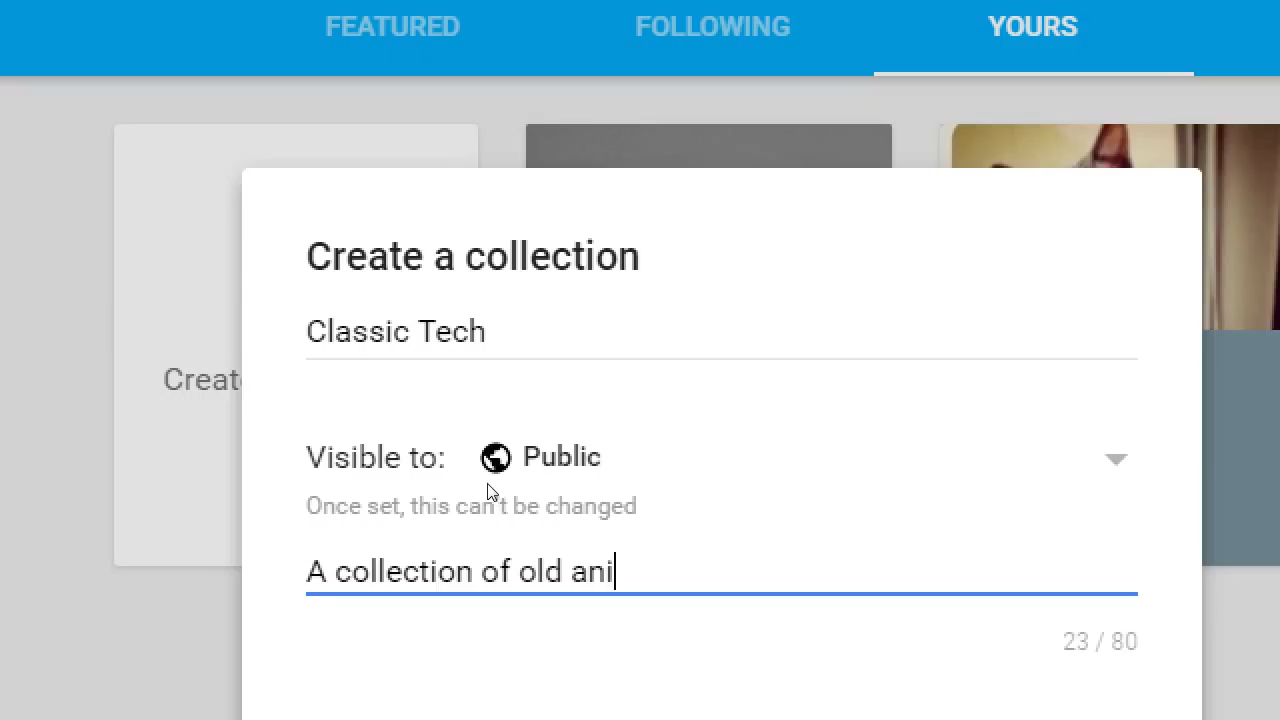 FEATURED FOLLOWING YOURS
Create a collection
Classic Tech
Creat
Visible to: Public
Once set, this can't be changed
A collection of old ani
23 / 80